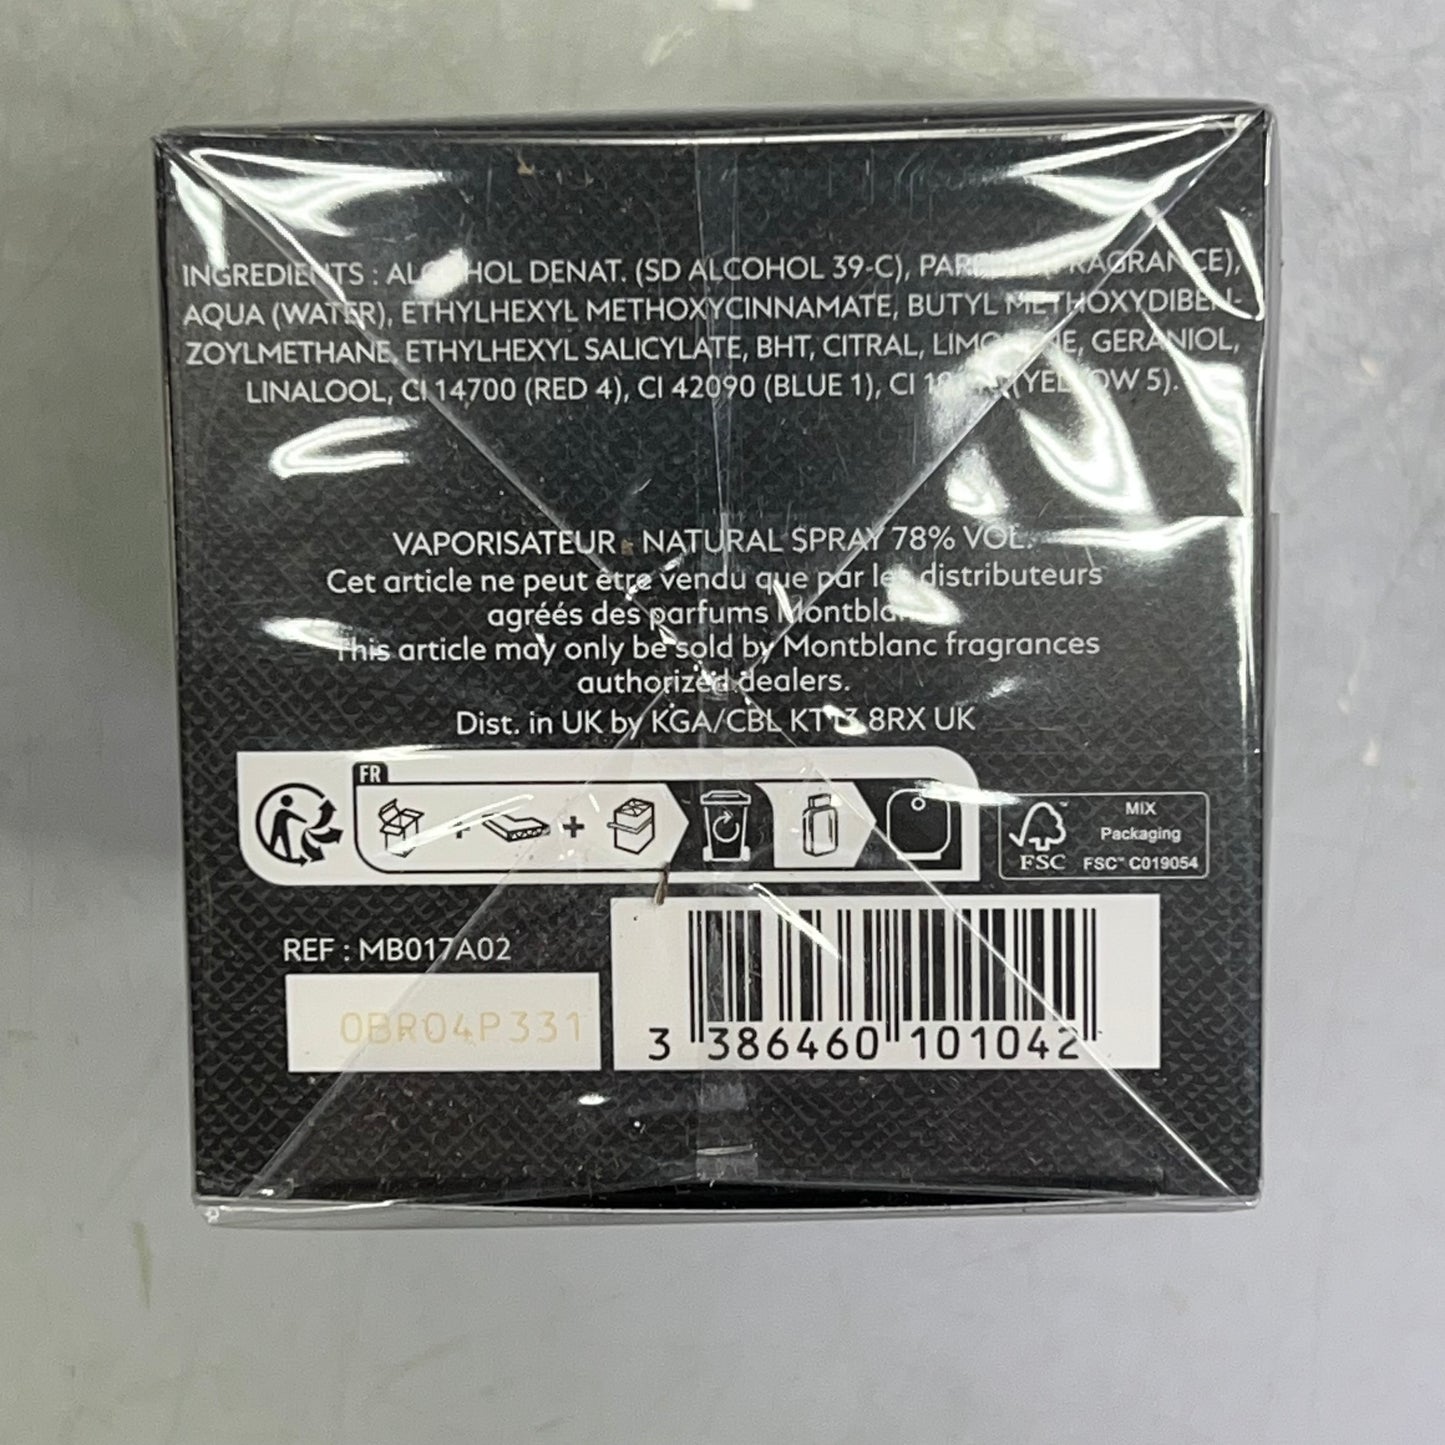 INGREDIENTS : ALCOHOL DENAT. (SD ALCOHOL 39-C), PARFUM (FRAGRANCE),
AQUA (WATER), ETHYLHEXYL METHOXYCINNAMATE, BUTYL METHOXYDIBEN-
ZOYLMETHANE, ETHYLHEXYL SALICYLATE, BHT, CITRAL, LIMONENE, GERANIOL,
LINALOOL, CI 14700 (RED 4), CI 42090 (BLUE 1), CI (YELLOW 5).
VAPORISATEUR - NATURAL SPRAY 78% VOL.
Cet article ne peut être vendu que par les distributeurs
agréés des parfums Montblanc
This article may only be sold by Montblanc fragrances
authorized dealers.
Dist. in UK by KGA/CBL KT13 8RX UK
FR
MIX
Packaging
FSC
FSC™ C019054
REF : MB017A02
0BR04P331
3 386460 101042